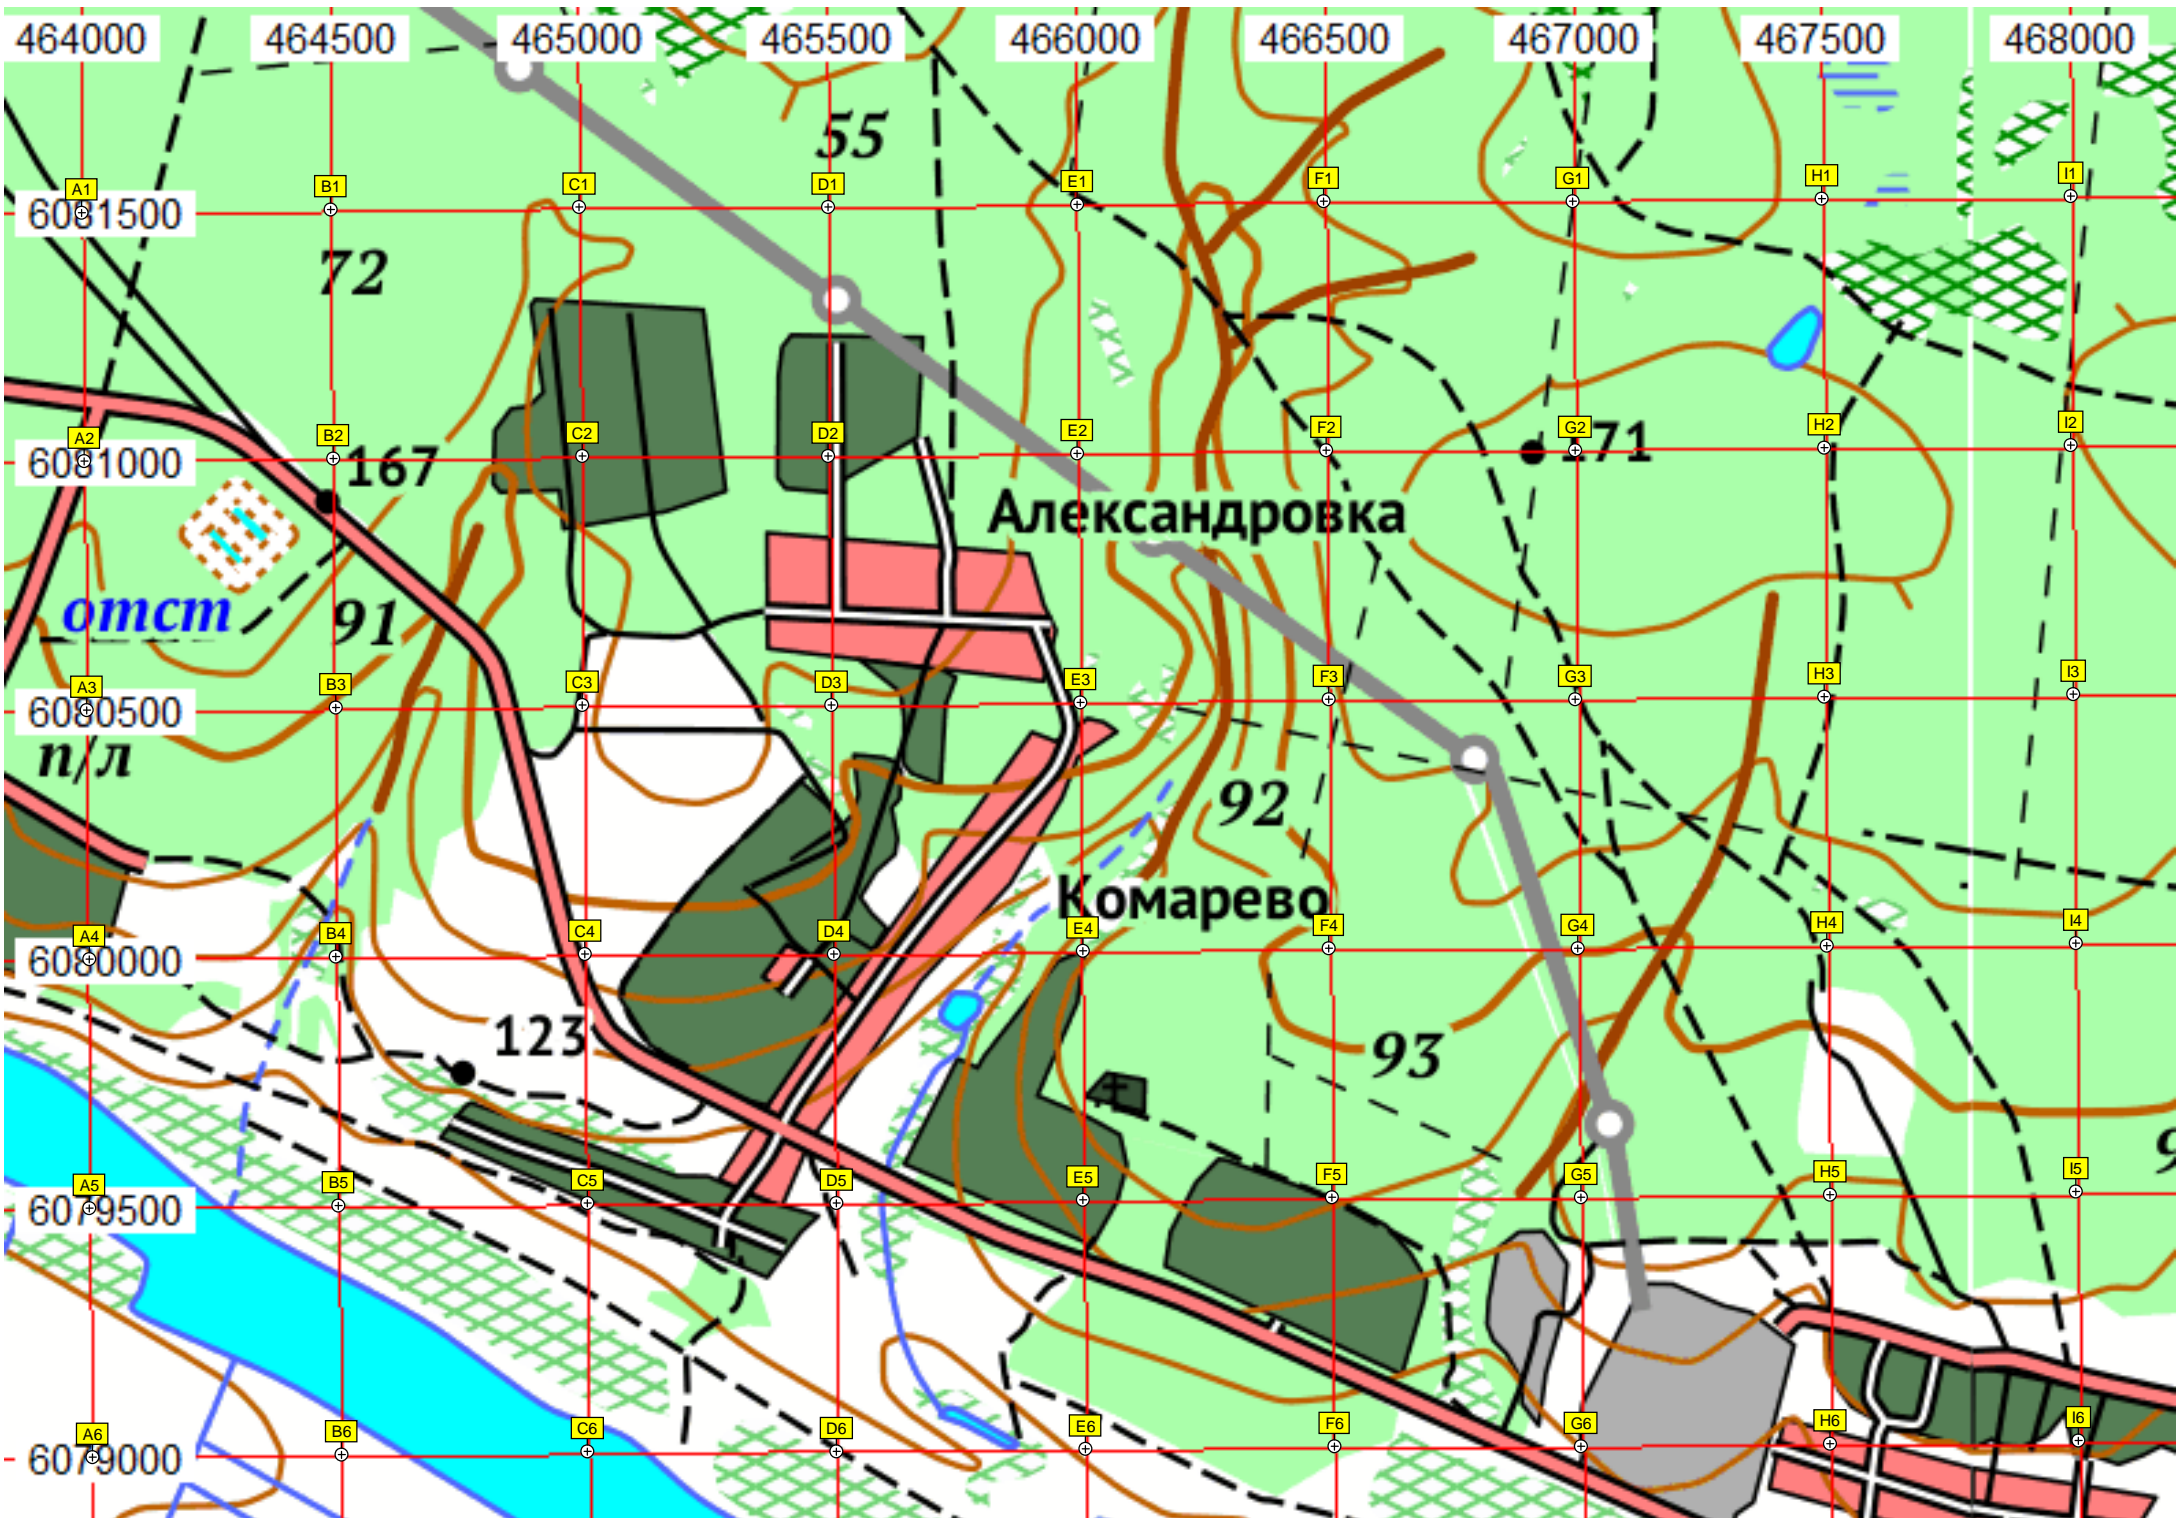 464000 464500 465000 465500 466000 466500 467000 467500 468000
55
A1 B1 C1 D1 E1 F1 G1 H1 I1
6081500
72
A2 B2 C2 D2 E2 F2 G2 H2 I2
6081000
167
171
Александровка
отст
91
A3 B3 C3 D3 E3 F3 G3 H3 I3
6080500
п/л
92
Комарево
A4 B4 C4 D4 E4 F4 G4 H4 I4
6080000
123
93
9
A5 B5 C5 D5 E5 F5 G5 H5 I5
6079500
A6 B6 C6 D6 E6 F6 G6 H6 I6
6079000